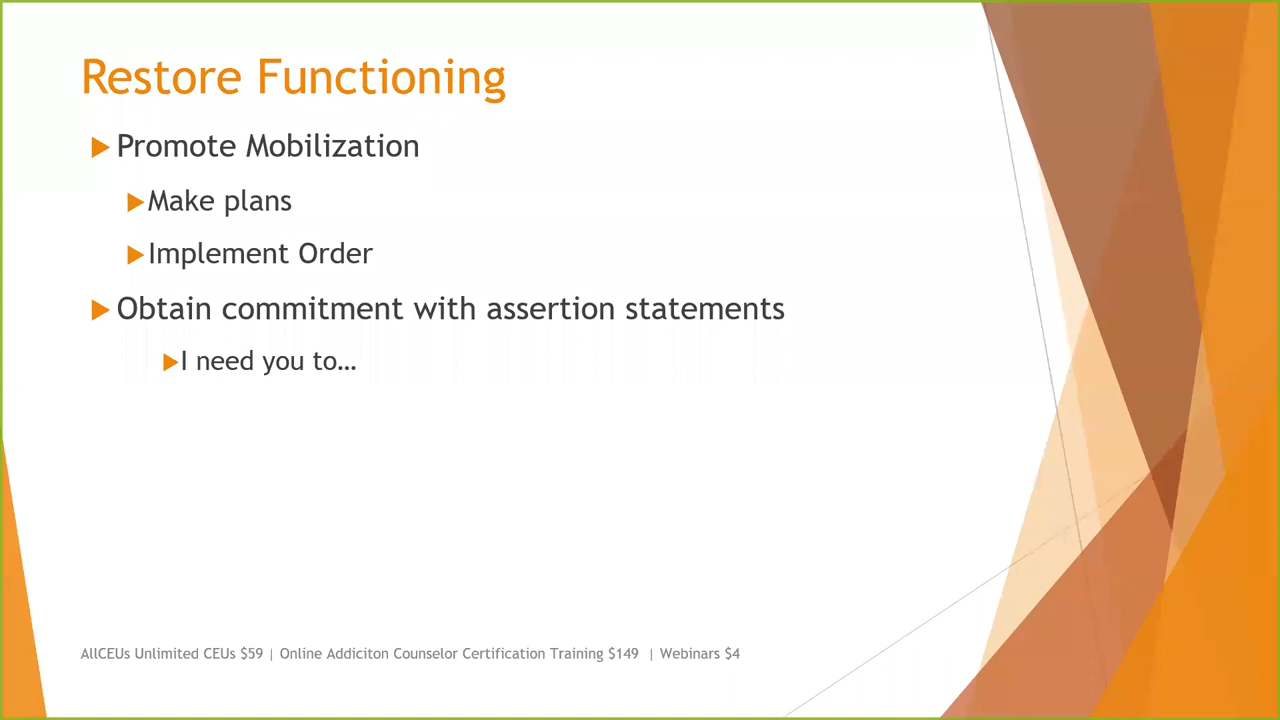 Restore Functioning
Promote Mobilization
Make plans
Implement Order
Obtain commitment with assertion statements
I need you to…
AllCEUs Unlimited CEUs $59 | Online Addiciton Counselor Certification Training $149 | Webinars $4